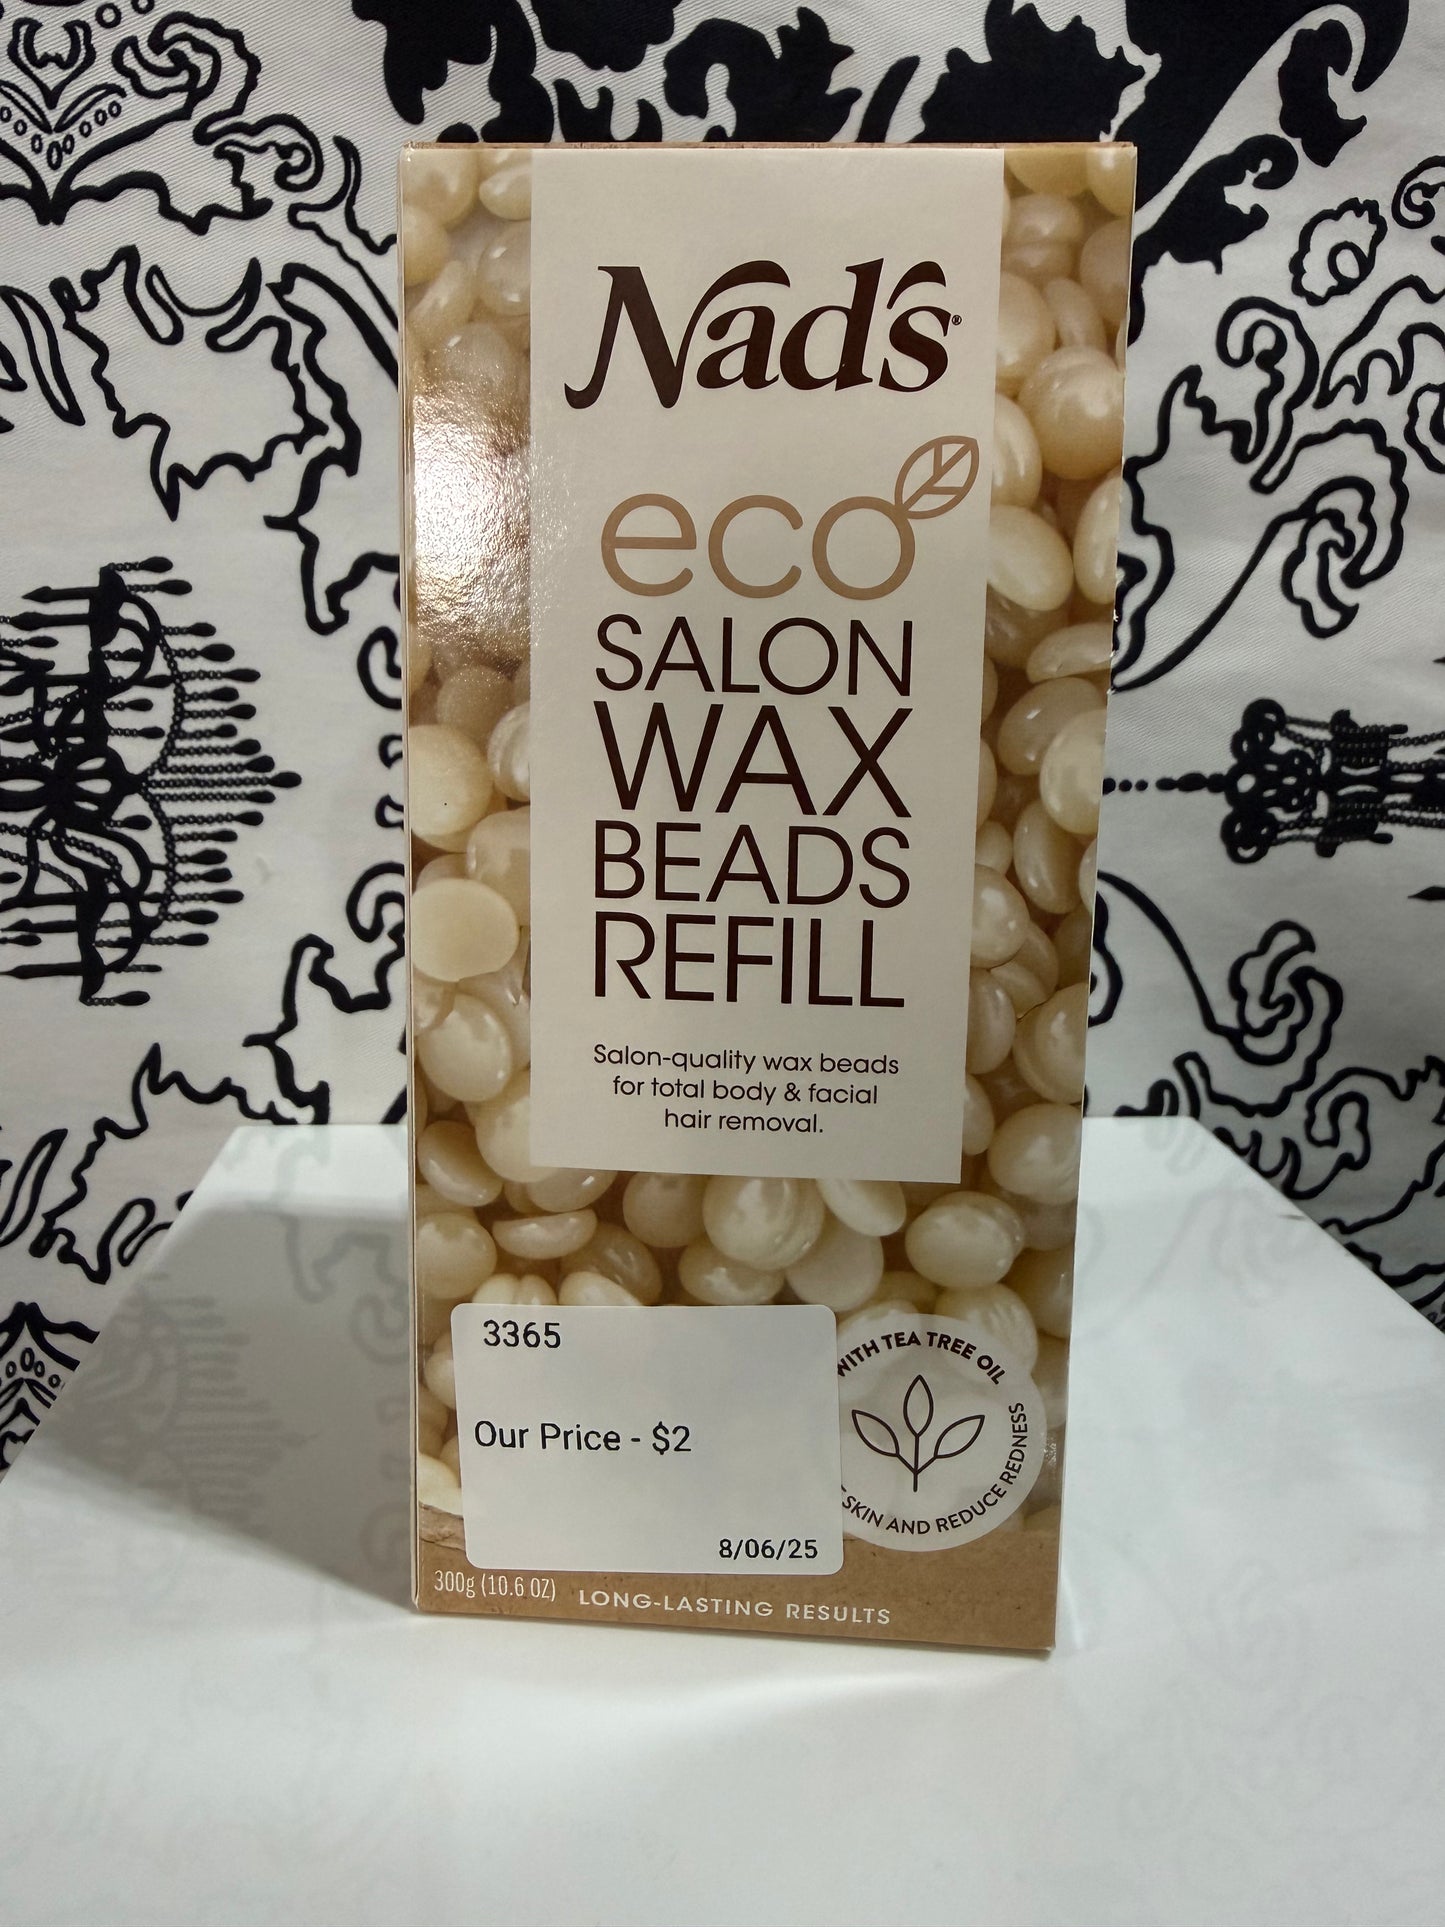 Nad's®
eco
SALON
WAX
BEADS
REFILL
Salon-quality wax beads
for total body & facial
hair removal.
3365
Our Price - $2
8/06/25
WITH TEA TREE OIL
SKIN AND REDUCE REDNESS
300g (10.6 OZ) LONG-LASTING RESULTS